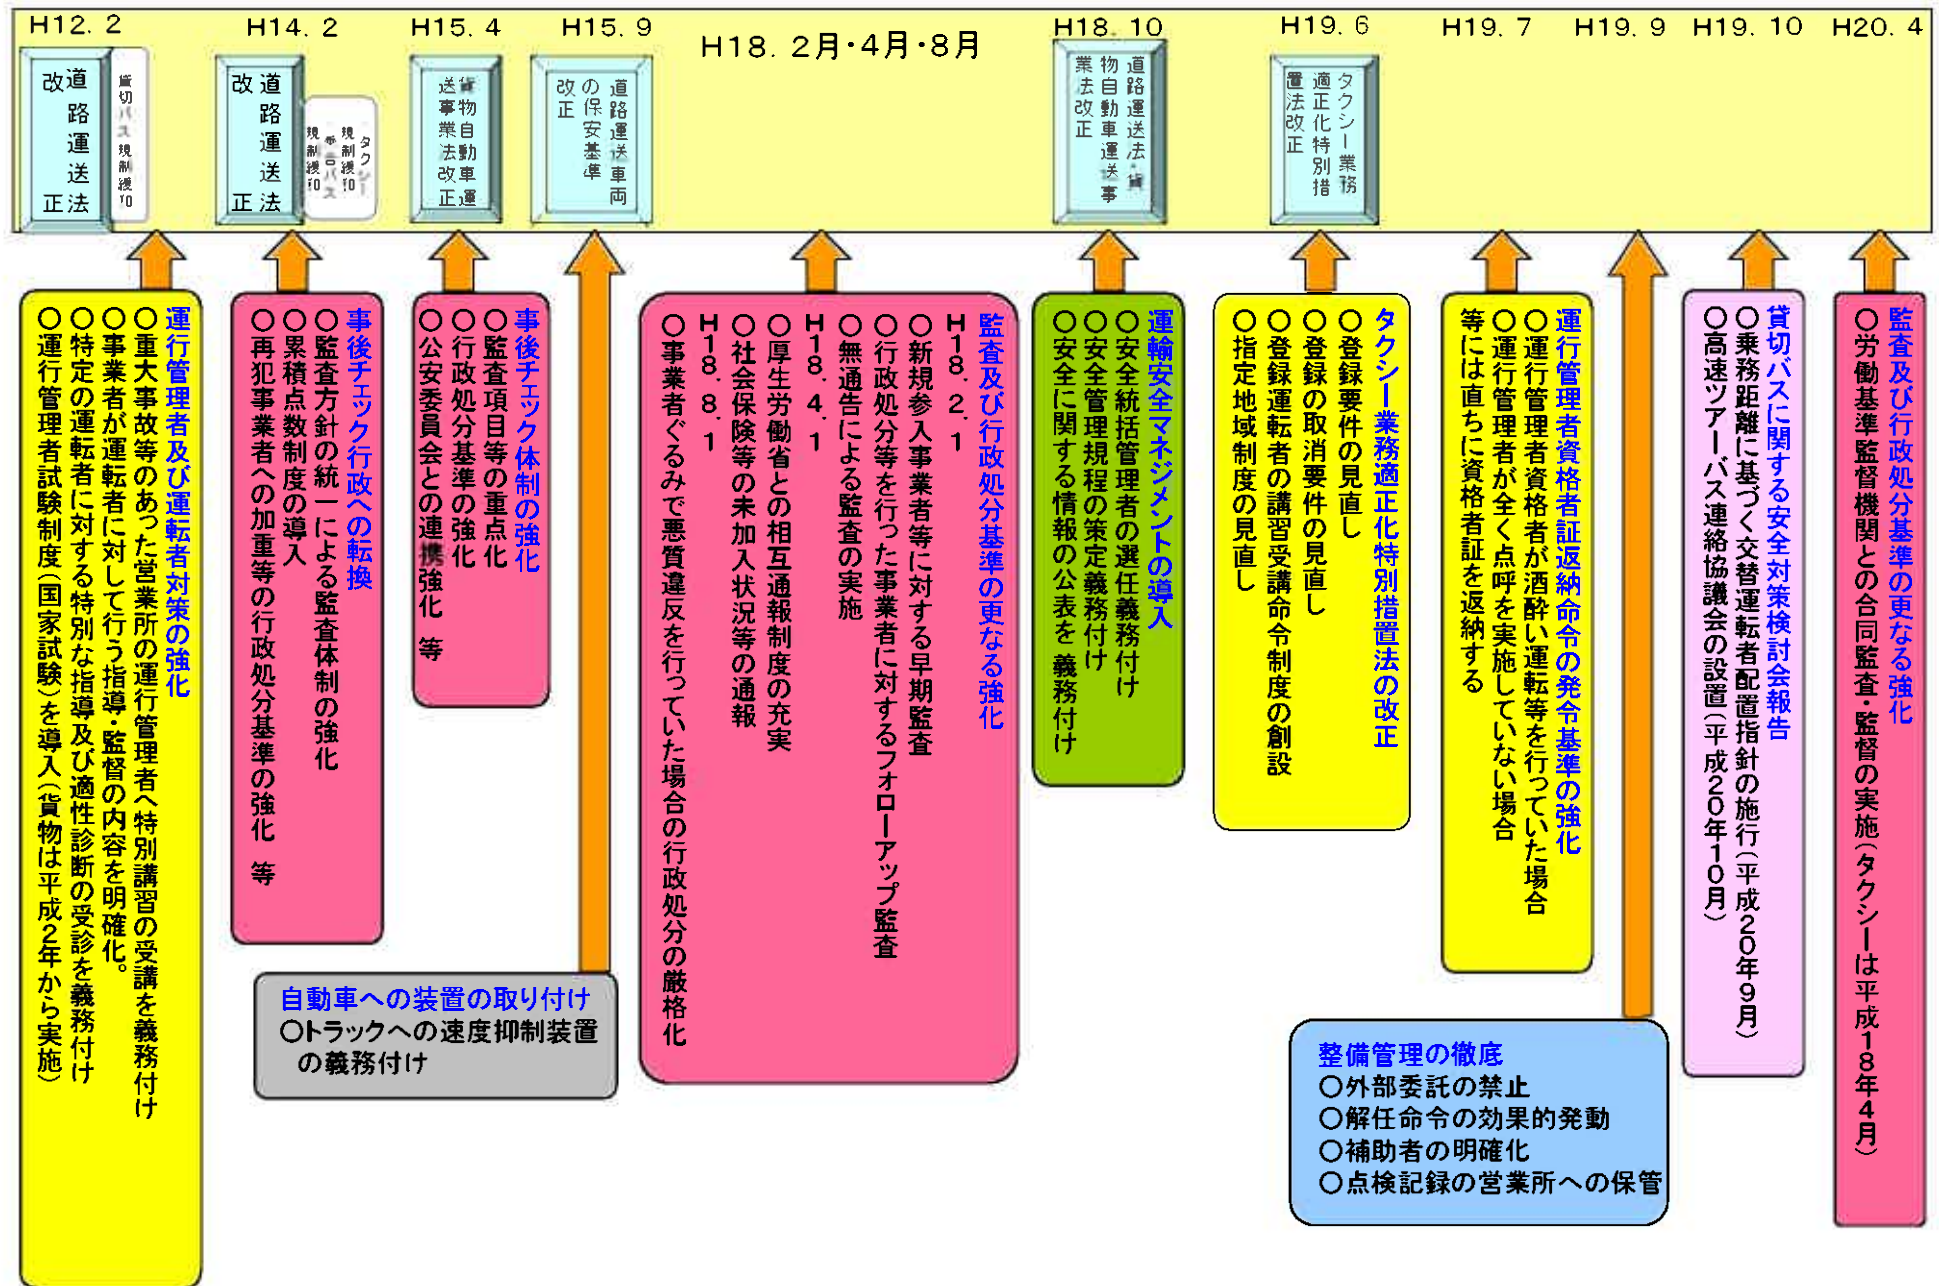 H12. 2
H14. 2
H15. 4
H15. 9
H18. 2月・4月・8月
H18. 10
H19. 6
H19. 7
H19. 9
H19. 10
H20. 4
道路運送法
改正
貸切バス規制緩和
道路運送法
改正
タクシー
規制緩和
乗合バス
規制緩和
貨物自動車運
送事業法改正
道路運送車両
の保安基準
改正
道路運送法・貨
物自動車運送事
業法改正
タクシー業務
適正化特別措
置法改正
運行管理者及び運転者対策の強化
○重大事故等のあった営業所の運行管理者へ特別講習の受講を義務付け
○事業者が運転者に対して行う指導・監督の内容を明確化。
○特定の運転者に対する特別な指導及び適性診断の受診を義務付け
○運行管理者試験制度（国家試験）を導入（貨物は平成２年から実施）
事後チェック行政への転換
○監査方針の統一による監査体制の強化
○累積点数制度の導入
○再犯事業者への加重等の行政処分基準の強化 等
事後チェック体制の強化
○監査項目等の重点化
○行政処分基準の強化
○公安委員会との連携強化 等
自動車への装置の取り付け
○トラックへの速度抑制装置
の義務付け
監査及び行政処分基準の更なる強化
H18. 2. 1
○新規参入事業者等に対する早期監査
○行政処分等を行った事業者に対するフォローアップ監査
○無通告による監査の実施
H18. 4. 1
○厚生労働省との相互通報制度の充実
○社会保険等の未加入状況等の通報
H18. 8. 1
○事業者ぐるみで悪質違反を行っていた場合の行政処分の厳格化
運輸安全マネジメントの導入
○安全統括管理者の選任義務付け
○安全管理規程の策定義務付け
○安全に関する情報の公表を 義務付け
タクシー業務適正化特別措置法の改正
○登録要件の見直し
○登録の取消要件の見直し
○登録運転者の講習受講命令制度の創設
○指定地域制度の見直し
運行管理者資格者証返納命令の発令基準の強化
○運行管理者資格者が酒酔い運転等を行っていた場合
○運行管理者が全く点呼を実施していない場合
等には直ちに資格者証を返納する
整備管理の徹底
○外部委託の禁止
○解任命令の効果的発動
○補助者の明確化
○点検記録の営業所への保管
貸切バスに関する安全対策検討会報告
○乗務距離に基づく交替運転者配置指針の施行（平成２０年９月）
○高速ツアーバス連絡協議会の設置（平成２０年１０月）
監査及び行政処分基準の更なる強化
○労働基準監督機関との合同監査・監督の実施（タクシーは平成１８年４月）